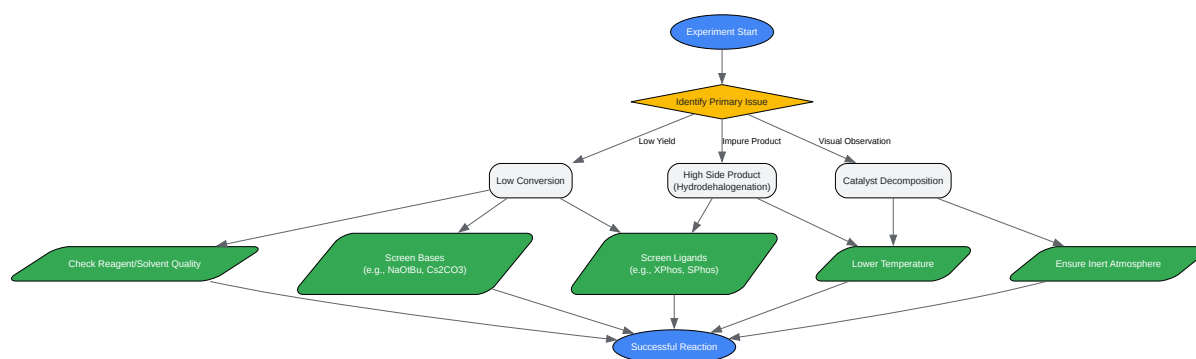 Experiment Start
Identify Primary Issue
Low Yield
Impure Product
Visual Observation
Low Conversion
High Side Product
(Hydrodehalogenation)
Catalyst Decomposition
Check Reagent/Solvent Quality
Screen Bases
(e.g., NaOtBu, Cs2CO3)
Screen Ligands
(e.g., XPhos, SPhos)
Lower Temperature
Ensure Inert Atmosphere
Successful Reaction